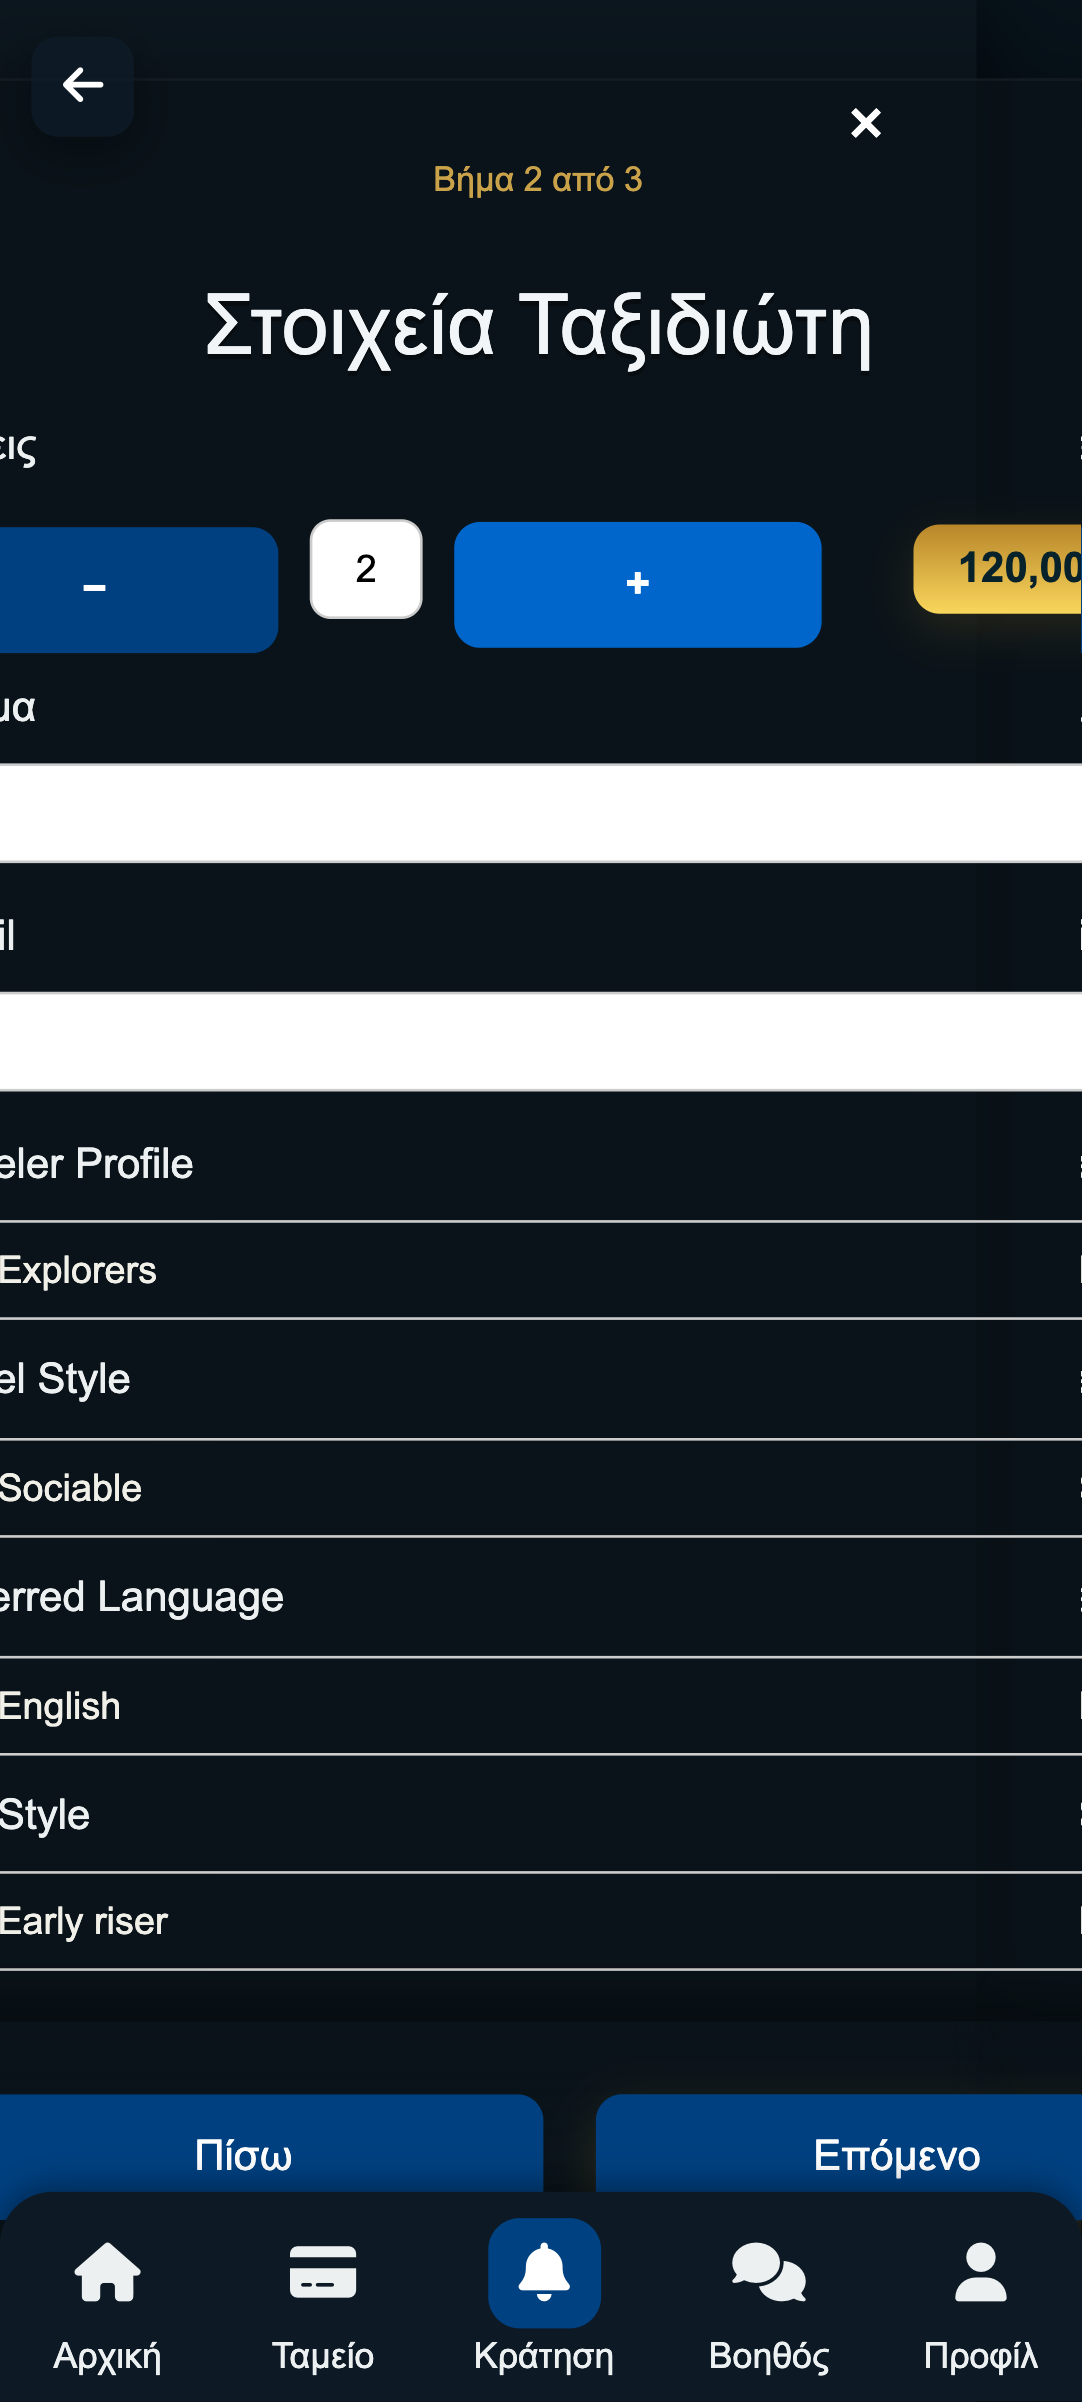 Βήμα 2 από 3
Στοιχεία Ταξιδιώτη
εις
– 2 + 120,00
μα
il
eler Profile
Explorers
el Style
Sociable
erred Language
English
Style
Early riser
Πίσω Επόμενο
Αρχική Ταμείο Κράτηση Βοηθός Προφίλ